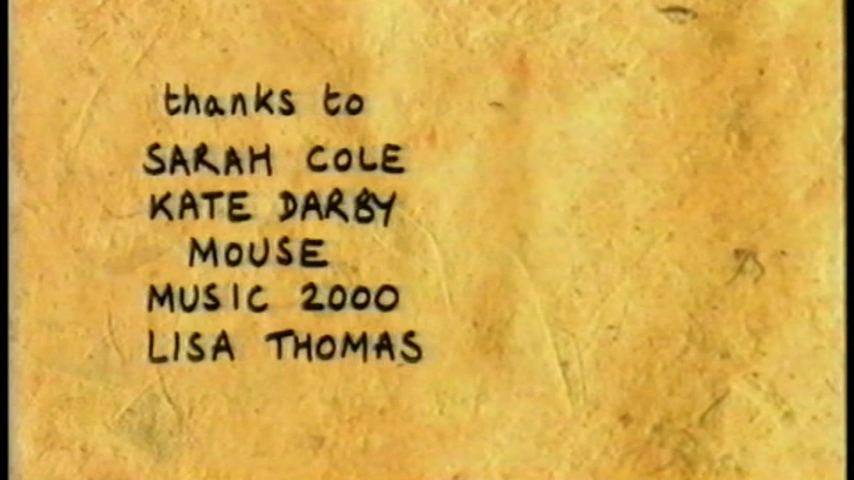 thanks to
SARAH COLE
KATE DARBY
MOUSE
MUSIC 2000
LISA THOMAS